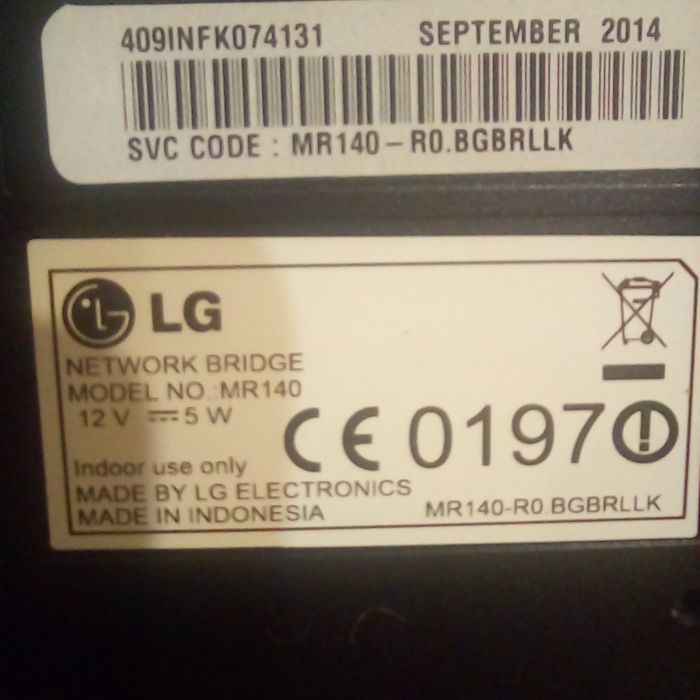 409INFK074131 SEPTEMBER 2014
SVC CODE : MR140-R0.BGBRLLK
LG
NETWORK BRIDGE
MODEL NO.:MR140
12 V ⎓ 5 W
CE 0197
Indoor use only
MADE BY LG ELECTRONICS
MADE IN INDONESIA
MR140-R0.BGBRLLK